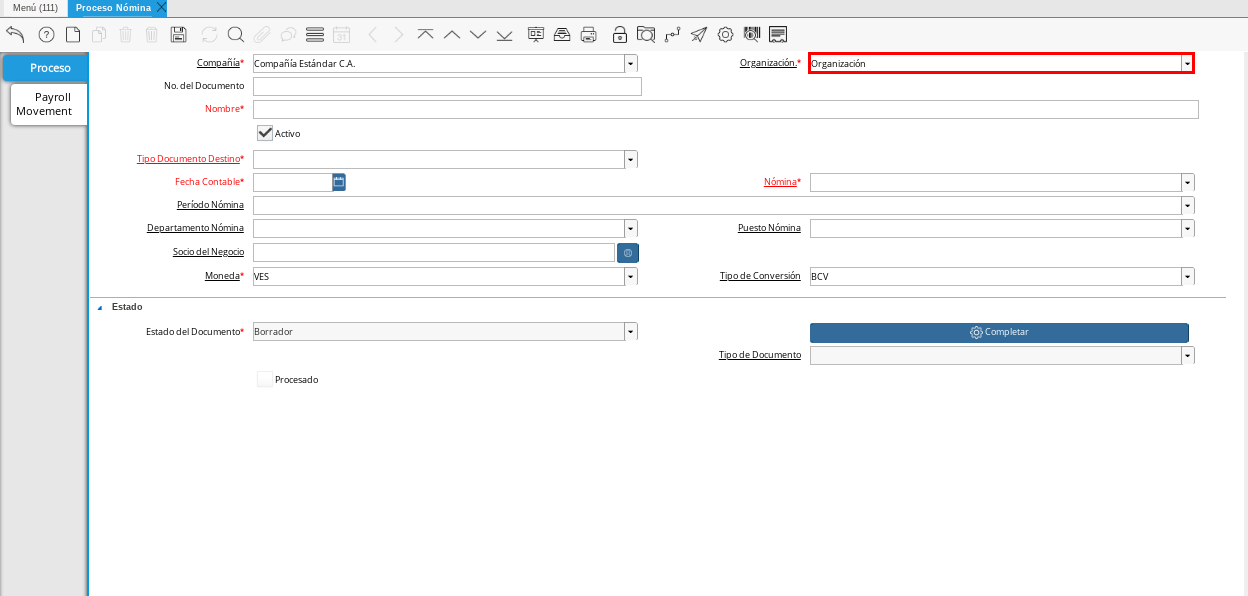 Menú (111) Proceso Nómina
Proceso
Payroll
Movement
Compañía* Compañía Estándar C.A. Organización.* Organización
No. del Documento
Nombre*
Activo
Tipo Documento Destino*
Fecha Contable* Nómina*
Período Nómina
Departamento Nómina Puesto Nómina
Socio del Negocio
Moneda* VES Tipo de Conversión BCV
Estado
Estado del Documento* Borrador Completar
Tipo de Documento
Procesado